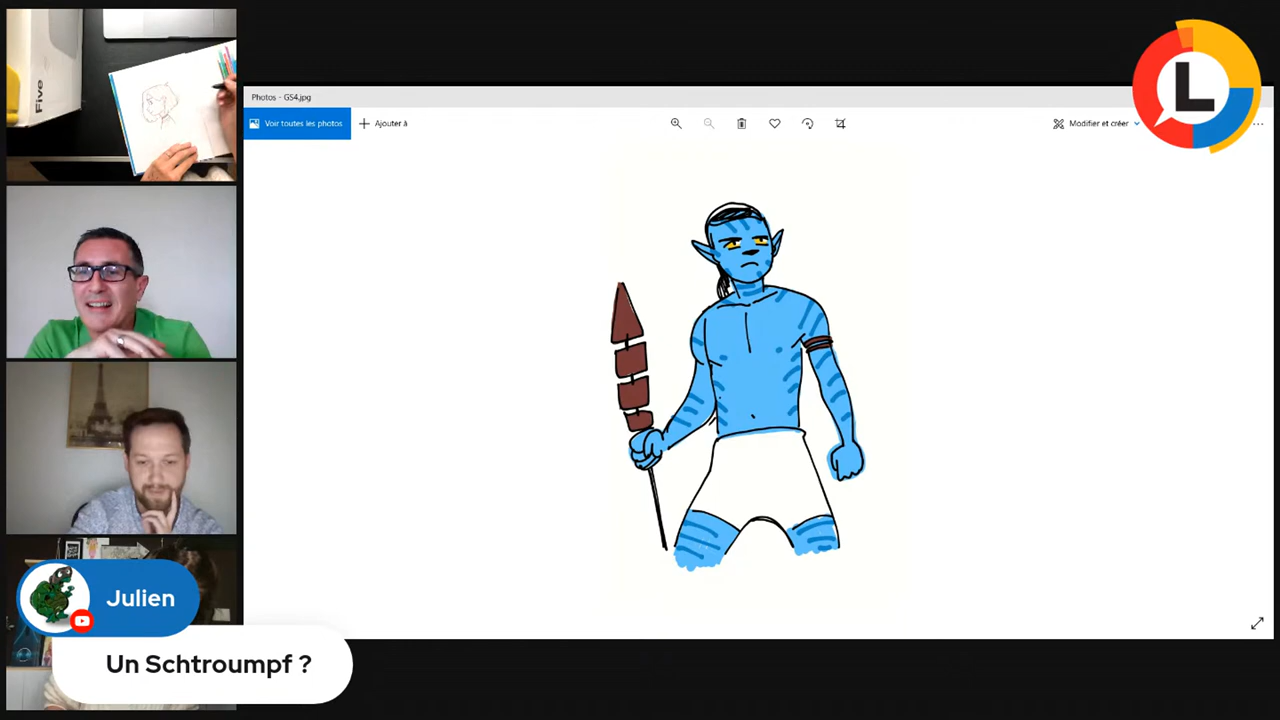 Five
Photos - GS4.jpg
Voir toutes les photos
Ajouter à
Modifier et créer
L
Julien
Un Schtroumpf ?